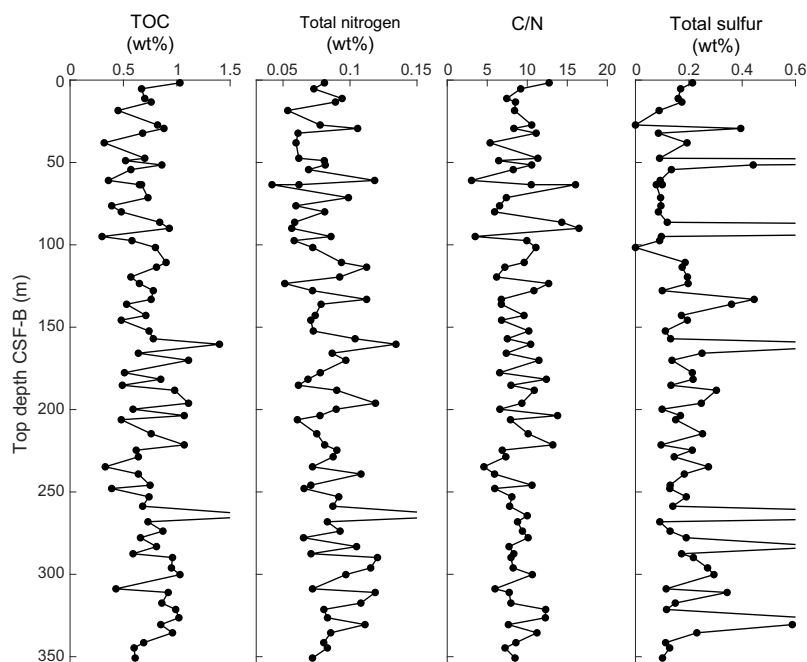 TOC
(wt%)
Total nitrogen
(wt%)
C/N
Total sulfur
(wt%)
0 0.5 1 1.5
0.05 0.1 0.15
0 5 10 15 20
0 0.2 0.4 0.6
0
50
100
150
200
250
300
350
Top depth CSF-B (m)